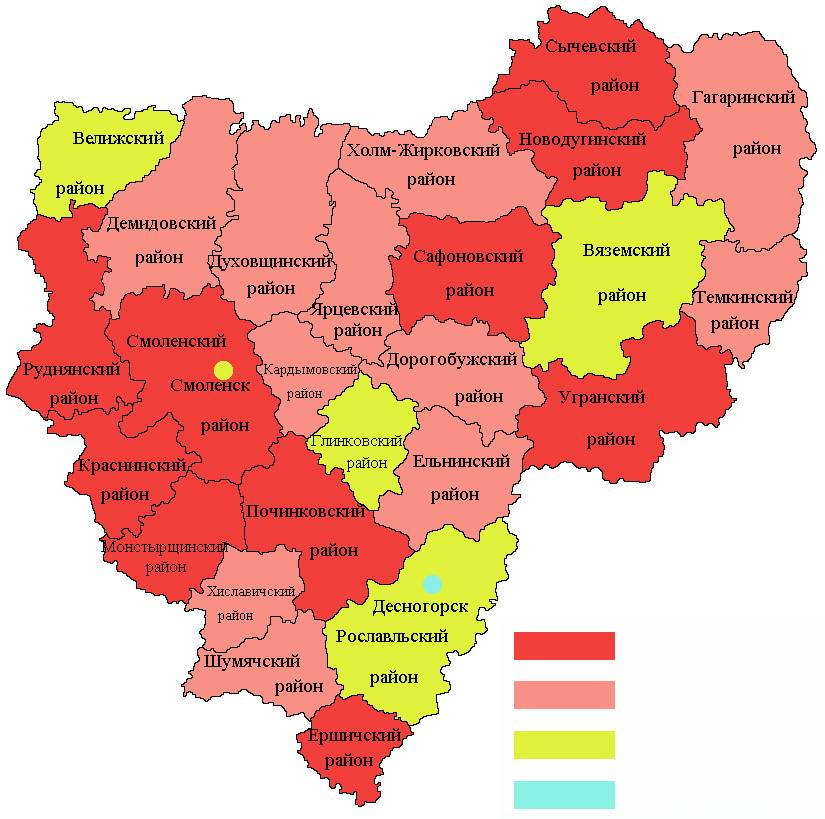 Сычевский
район
Гагаринский
район
Новодугинский
район
Холм-Жирковский
район
Велижский
район
Демидовский
район
Духовщинский
район
Ярцевский
район
Сафоновский
район
Вяземский
район
Темкинский
район
Смоленский
Смоленск
район
Руднянский
район
Кардымовский
район
Дорогобужский
район
Угранский
район
Глинковский
район
Ельнинский
район
Краснинский
район
Починковский
район
Монстырщинский
район
Хиславичский
район
Десногорск
Рославльский
район
Шумячский
район
Ершичский
район